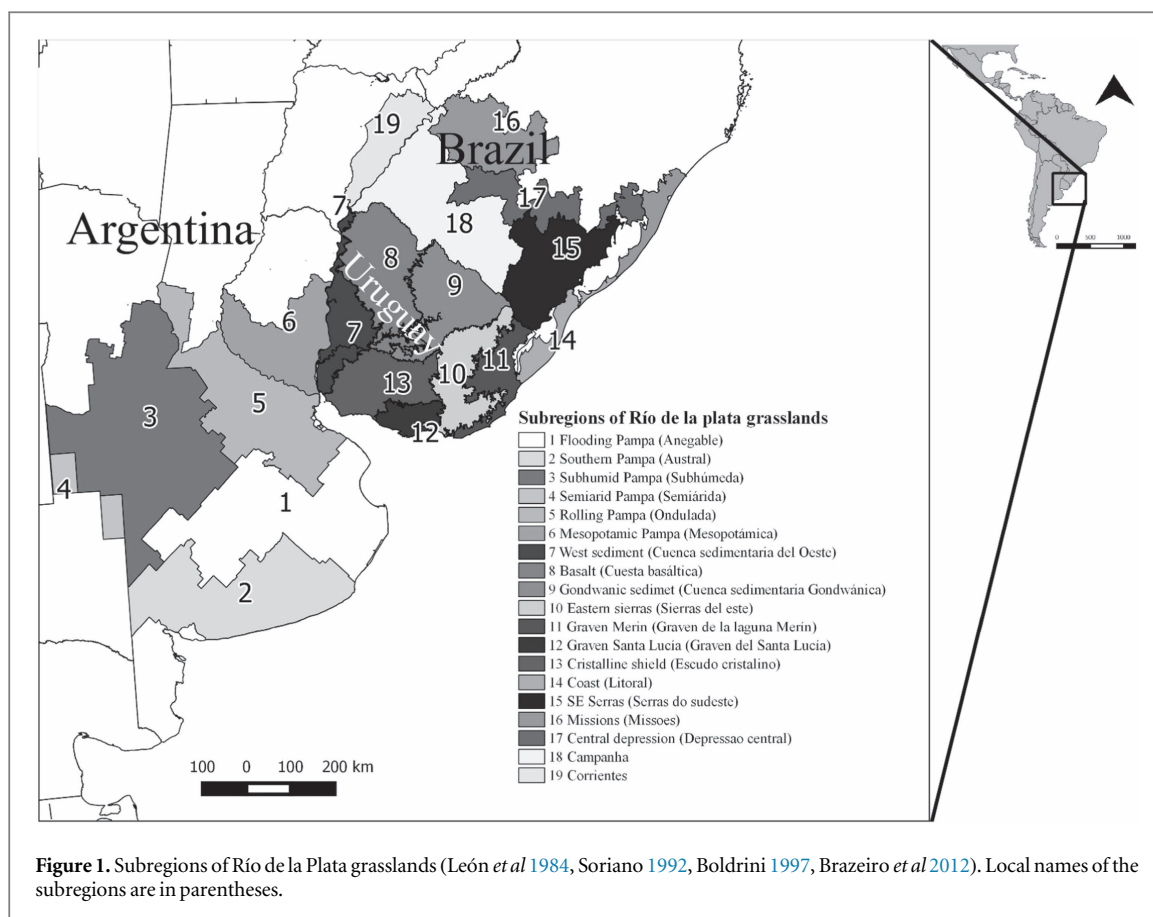 19
16
Brazil
17
7
18
Argentina
15
8
Uruguay
9
6
7
14
11
10
13
5
3
12
4
1
2
Subregions of Río de la plata grasslands
1 Flooding Pampa (Anegable)
2 Southern Pampa (Austral)
3 Subhumid Pampa (Subhúmeda)
4 Semiarid Pampa (Semiárida)
5 Rolling Pampa (Ondulada)
6 Mesopotamic Pampa (Mesopotámica)
7 West sediment (Cuenca sedimentaria del Oeste)
8 Basalt (Cuesta basáltica)
9 Gondwanic sedimet (Cuenca sedimentaria Gondwánica)
10 Eastern sierras (Sierras del este)
11 Graven Merin (Graven de la laguna Merín)
12 Graven Santa Lucía (Graven del Santa Lucía)
13 Cristalline shield (Escudo cristalino)
14 Coast (Litoral)
15 SE Serras (Serras do sudeste)
16 Missions (Missoes)
17 Central depression (Depressao central)
18 Campanha
19 Corrientes
100 0 100 200 km
0 500 1000
Figure 1. Subregions of Río de la Plata grasslands (León et al 1984, Soriano 1992, Boldrini 1997, Brazeiro et al 2012). Local names of the
subregions are in parentheses.